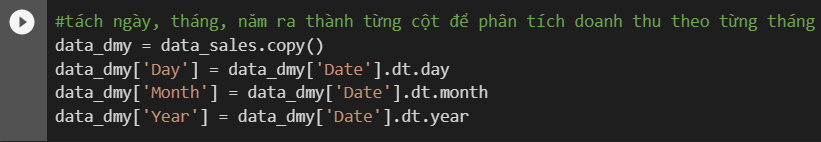 #tách ngày, tháng, năm ra thành từng cột để phân tích doanh thu theo từng tháng
data_dmy = data_sales.copy()
data_dmy['Day'] = data_dmy['Date'].dt.day
data_dmy['Month'] = data_dmy['Date'].dt.month
data_dmy['Year'] = data_dmy['Date'].dt.year